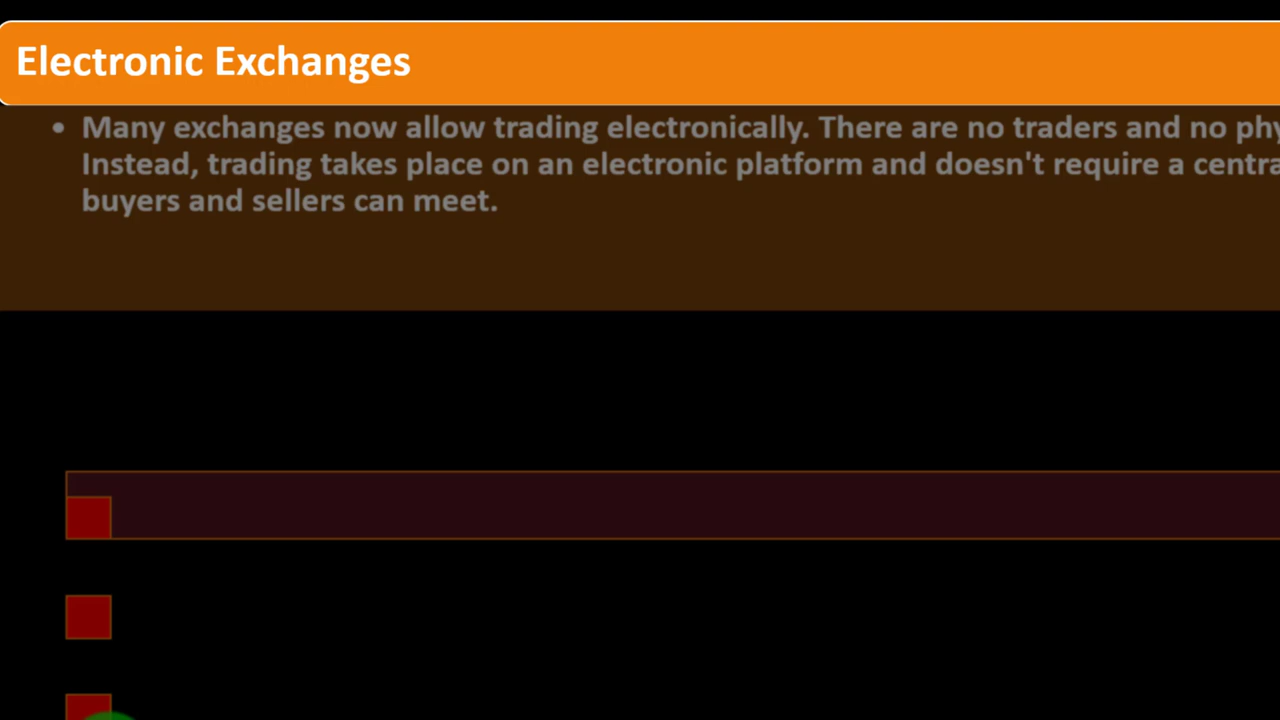 Electronic Exchanges
• Many exchanges now allow trading electronically. There are no traders and no
Instead, trading takes place on an electronic platform and doesn't require a
buyers and sellers can meet.